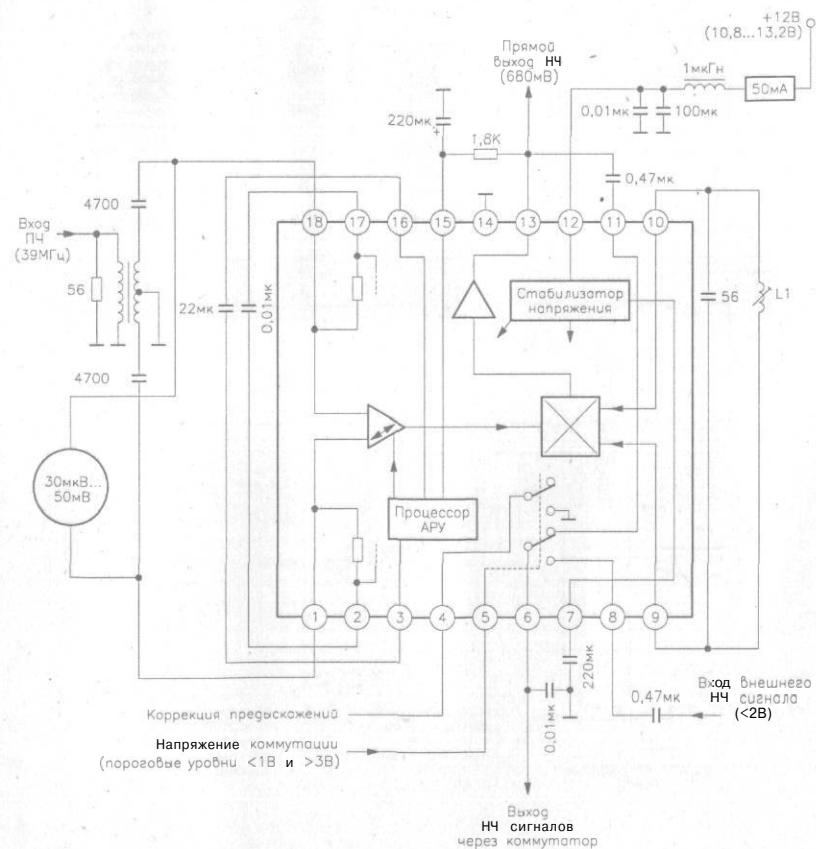 +12В
(10,8...13,2В)
Прямой
выход НЧ
(680мВ)
1мкГн
50мА
0,01мк
100мк
220мк
+
1,8К
0,47мк
4700
Вход
ПЧ
(39МГц)
56
22мк
0,01мк
18
17
16
15
14
13
12
11
10
Стабилизатор
напряжения
56
L1
4700
30мкВ...
50мВ
Процессор
АРУ
1
2
3
4
5
6
7
8
9
220мк
0,01мк
0,47мк
Вход внешнего
НЧ сигнала
(<2В)
Коррекция предыскажений
Напряжение коммутации
(пороговые уровни <1В и >3В)
Выход
НЧ сигналов
через коммутатор